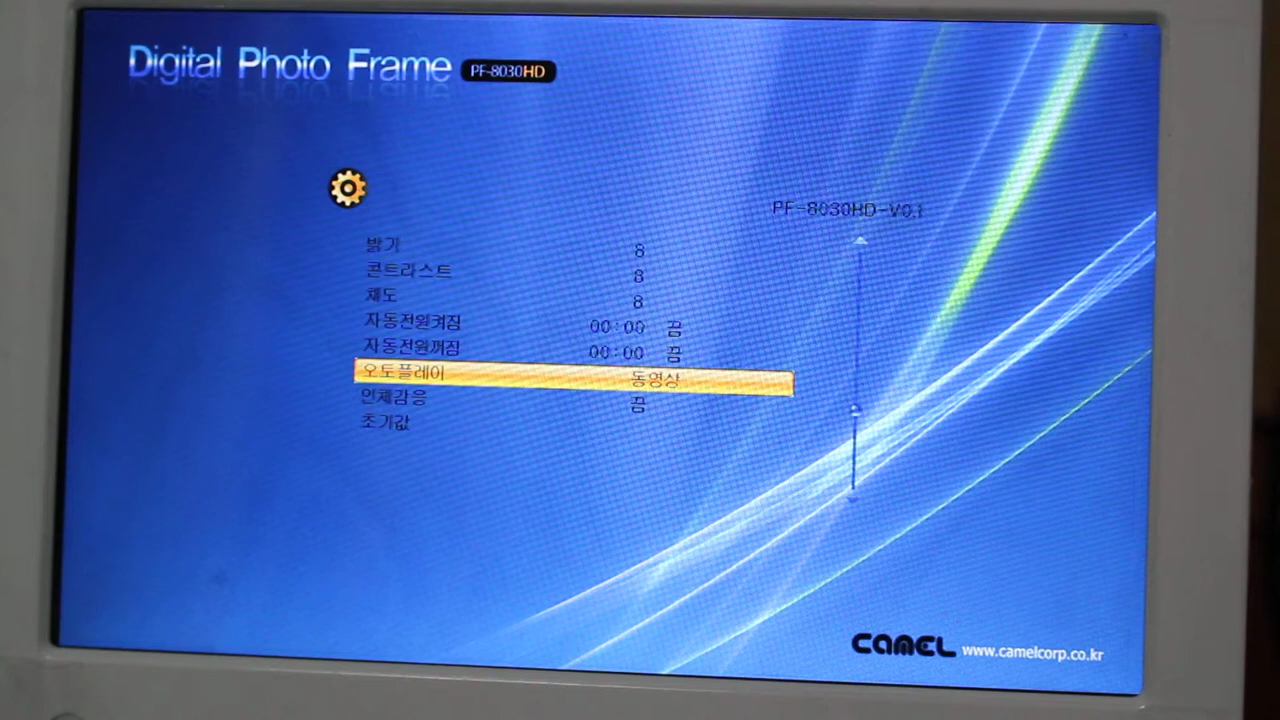 Digital Photo Frame PF-8030HD
PF-8030HD-V0.
밝기 8
콘트라스트 8
채도 8
자동전원켜짐 00:00 끔
자동전원꺼짐 00:00 끔
오토플레이 동영상
인체감응 끔
초기값
CAMEL www.camelcorp.co.kr